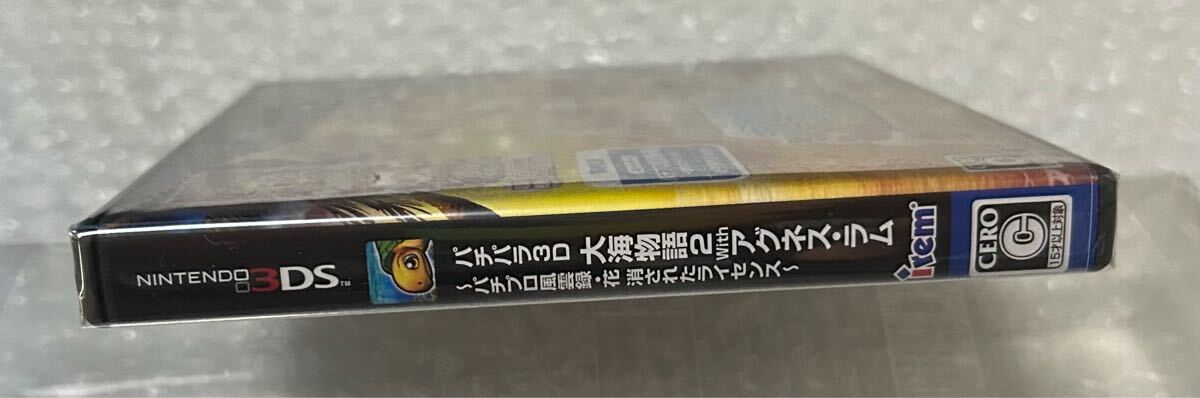 NINTENDO 3DS™
パチパラ3D 大海物語2 With アグネス・ラム
～パチプロ風雲録・花 消されたライセンス～
irem®
CERO
C
15才以上対象